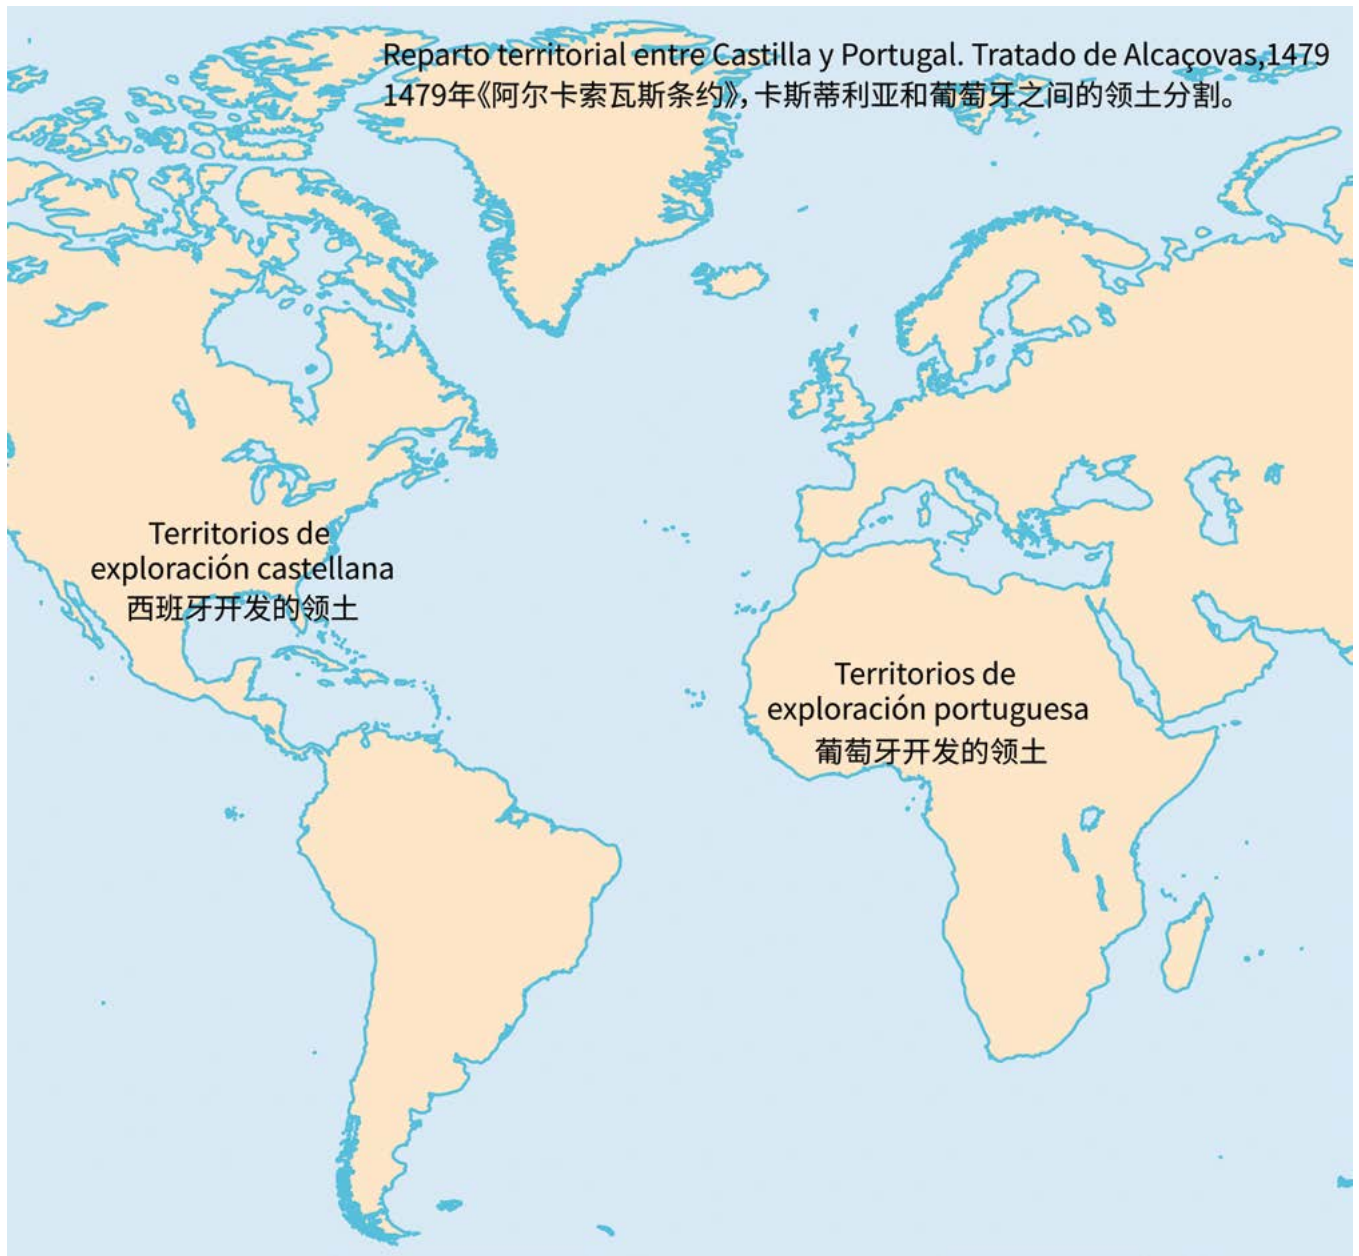 Reparto territorial entre Castilla y Portugal. Tratado de Alcaçovas,1479
1479年《阿尔卡索瓦斯条约》，卡斯蒂利亚和葡萄牙之间的领土分割。
Territorios de
exploración castellana
西班牙开发的领土
Territorios de
exploración portuguesa
葡萄牙开发的领土